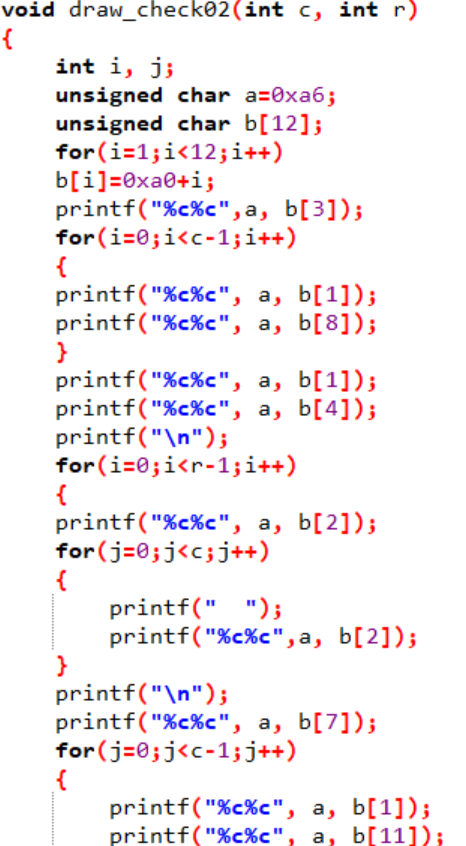 void draw_check02(int c, int r)
{
    int i, j;
    unsigned char a=0xa6;
    unsigned char b[12];
    for(i=1;i<12;i++)
    b[i]=0xa0+i;
    printf("%c%c",a, b[3]);
    for(i=0;i<c-1;i++)
    {
    printf("%c%c", a, b[1]);
    printf("%c%c", a, b[8]);
    }
    printf("%c%c", a, b[1]);
    printf("%c%c", a, b[4]);
    printf("\n");
    for(i=0;i<r-1;i++)
    {
    printf("%c%c", a, b[2]);
    for(j=0;j<c;j++)
    {
        printf("  ");
        printf("%c%c",a, b[2]);
    }
    printf("\n");
    printf("%c%c", a, b[7]);
    for(j=0;j<c-1;j++)
    {
        printf("%c%c", a, b[1]);
        printf("%c%c", a, b[11]);